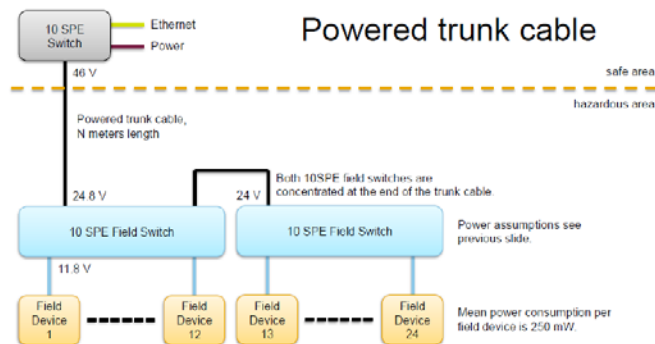 Powered trunk cable
10 SPE
Switch
Ethernet
Power
46 V
safe area
hazardous area
Powered trunk cable,
N meters length
Both 10SPE field switches are
concentrated at the end of the trunk cable.
24.8 V
24 V
10 SPE Field Switch
10 SPE Field Switch
Power assumptions see
previous slide.
11.8 V
Field
Device
1
Field
Device
12
Field
Device
13
Field
Device
24
Mean power consumption per
field device is 250 mW.